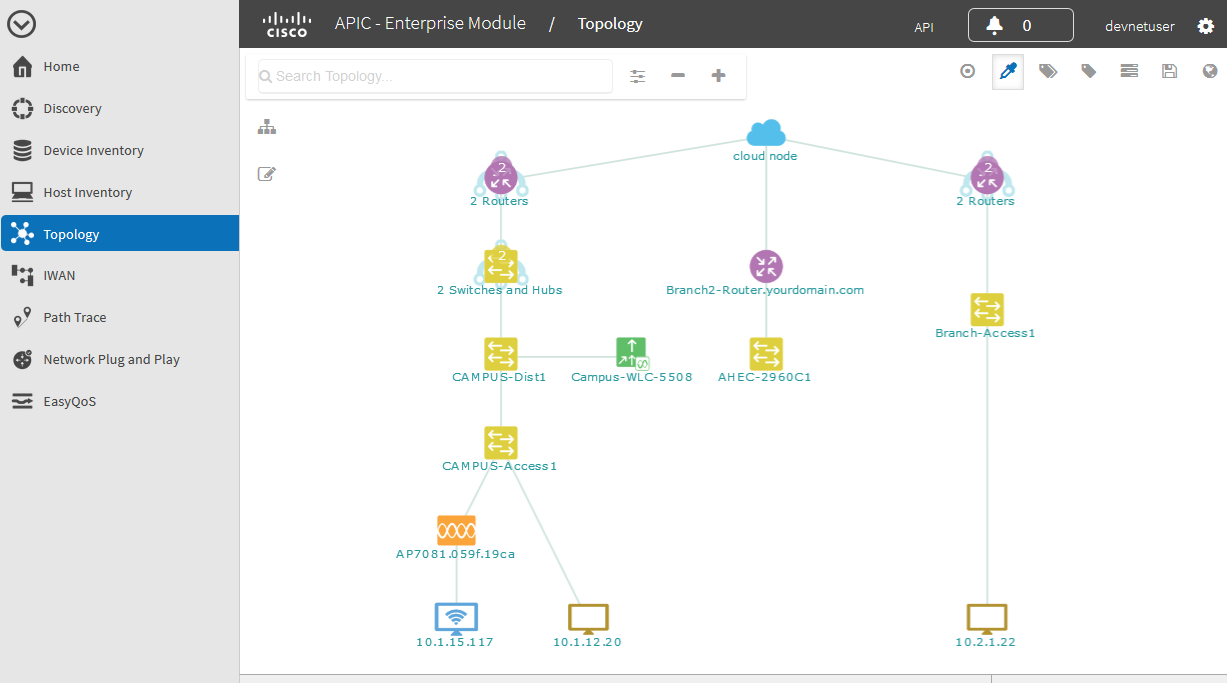 CISCO
APIC - Enterprise Module / Topology
API
0
devnetuser
Home
Discovery
Device Inventory
Host Inventory
Topology
IWAN
Path Trace
Network Plug and Play
EasyQoS
Search Topology...
cloud node
2
2 Routers
2
2 Routers
2
2 Switches and Hubs
Branch2-Router.yourdomain.com
Branch-Access1
CAMPUS-Dist1
Campus-WLC-5508
AHEC-2960C1
CAMPUS-Access1
AP7081.059f.19ca
10.1.15.117
10.1.12.20
10.2.1.22